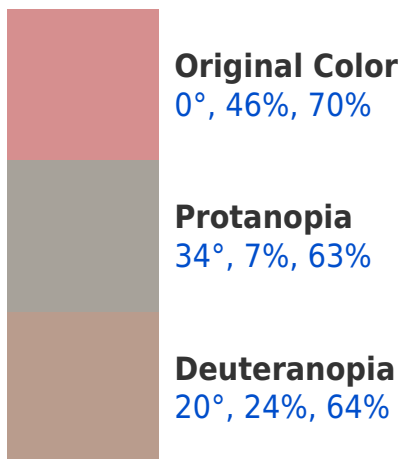 Original Color
0°, 46%, 70%
Protanopia
34°, 7%, 63%
Deuteranopia
20°, 24%, 64%